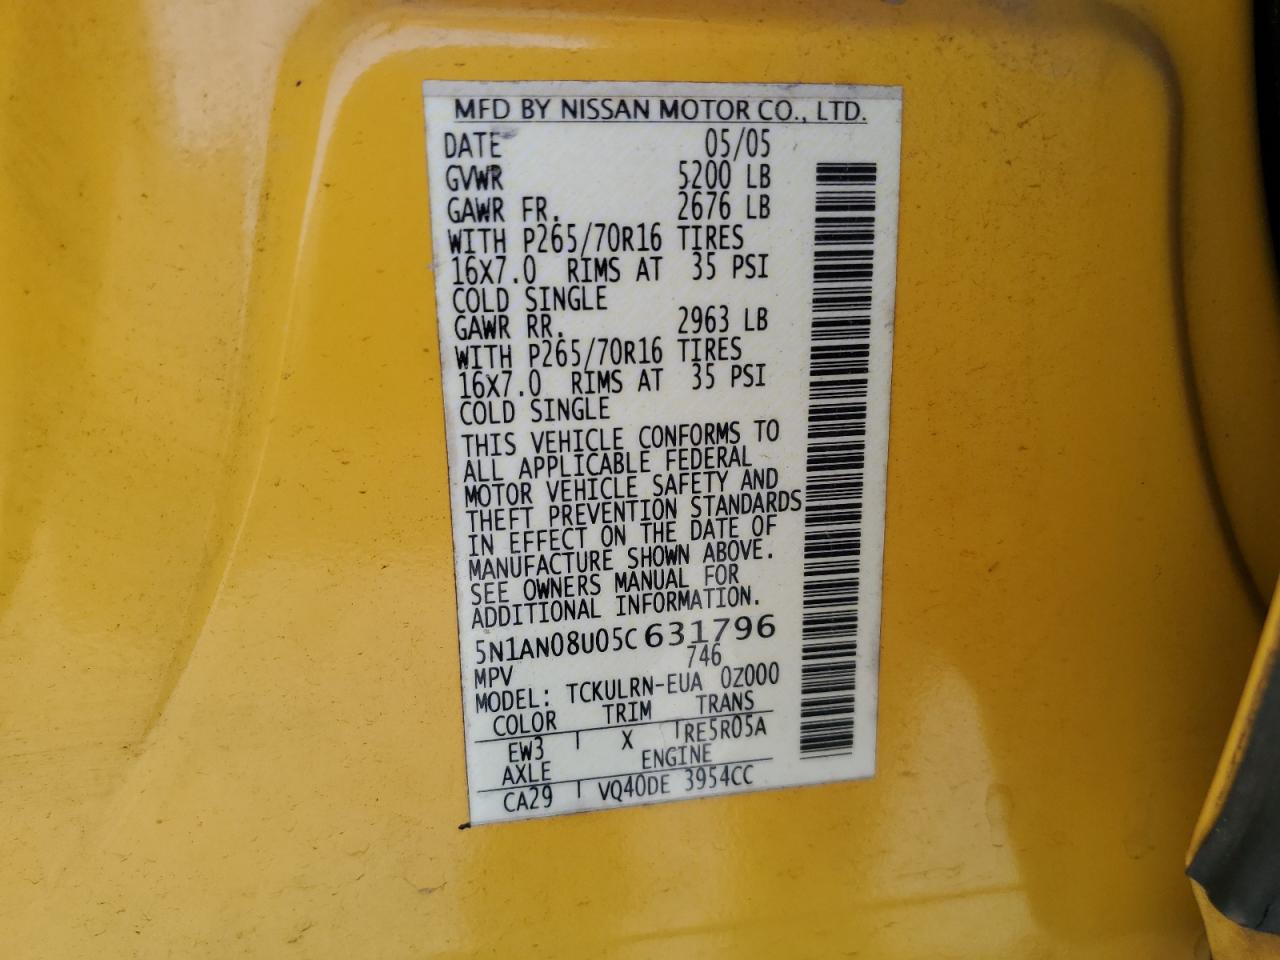 MFD BY NISSAN MOTOR CO., LTD.
DATE 05/05
GVWR 5200 LB
GAWR FR. 2676 LB
WITH P265/70R16 TIRES
16X7.0 RIMS AT 35 PSI
COLD SINGLE
GAWR RR. 2963 LB
WITH P265/70R16 TIRES
16X7.0 RIMS AT 35 PSI
COLD SINGLE
THIS VEHICLE CONFORMS TO
ALL APPLICABLE FEDERAL
MOTOR VEHICLE SAFETY AND
THEFT PREVENTION STANDARDS
IN EFFECT ON THE DATE OF
MANUFACTURE SHOWN ABOVE.
SEE OWNERS MANUAL FOR
ADDITIONAL INFORMATION.
5N1AN08U05C631796
MPV 746
MODEL: TCKULRN-EUA 0Z000
COLOR TRIM TRANS
EW3 X RE5R05A
AXLE ENGINE
CA29 VQ40DE 3954CC